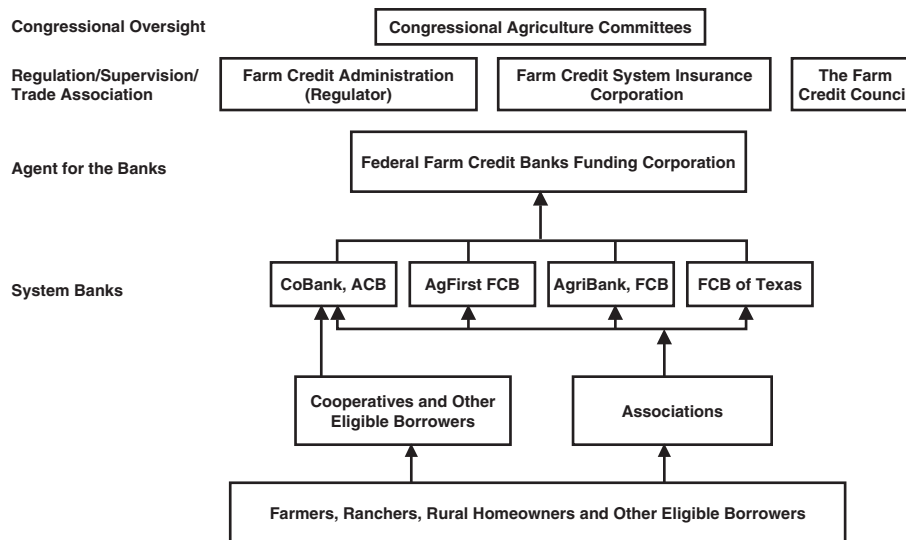 Congressional Oversight
Congressional Agriculture Committees
Regulation/Supervision/
Trade Association
Farm Credit Administration
(Regulator)
Farm Credit System Insurance
Corporation
The Farm
Credit Counci
Agent for the Banks
Federal Farm Credit Banks Funding Corporation
System Banks
CoBank, ACB
AgFirst FCB
AgriBank, FCB
FCB of Texas
Cooperatives and Other
Eligible Borrowers
Associations
Farmers, Ranchers, Rural Homeowners and Other Eligible Borrowers